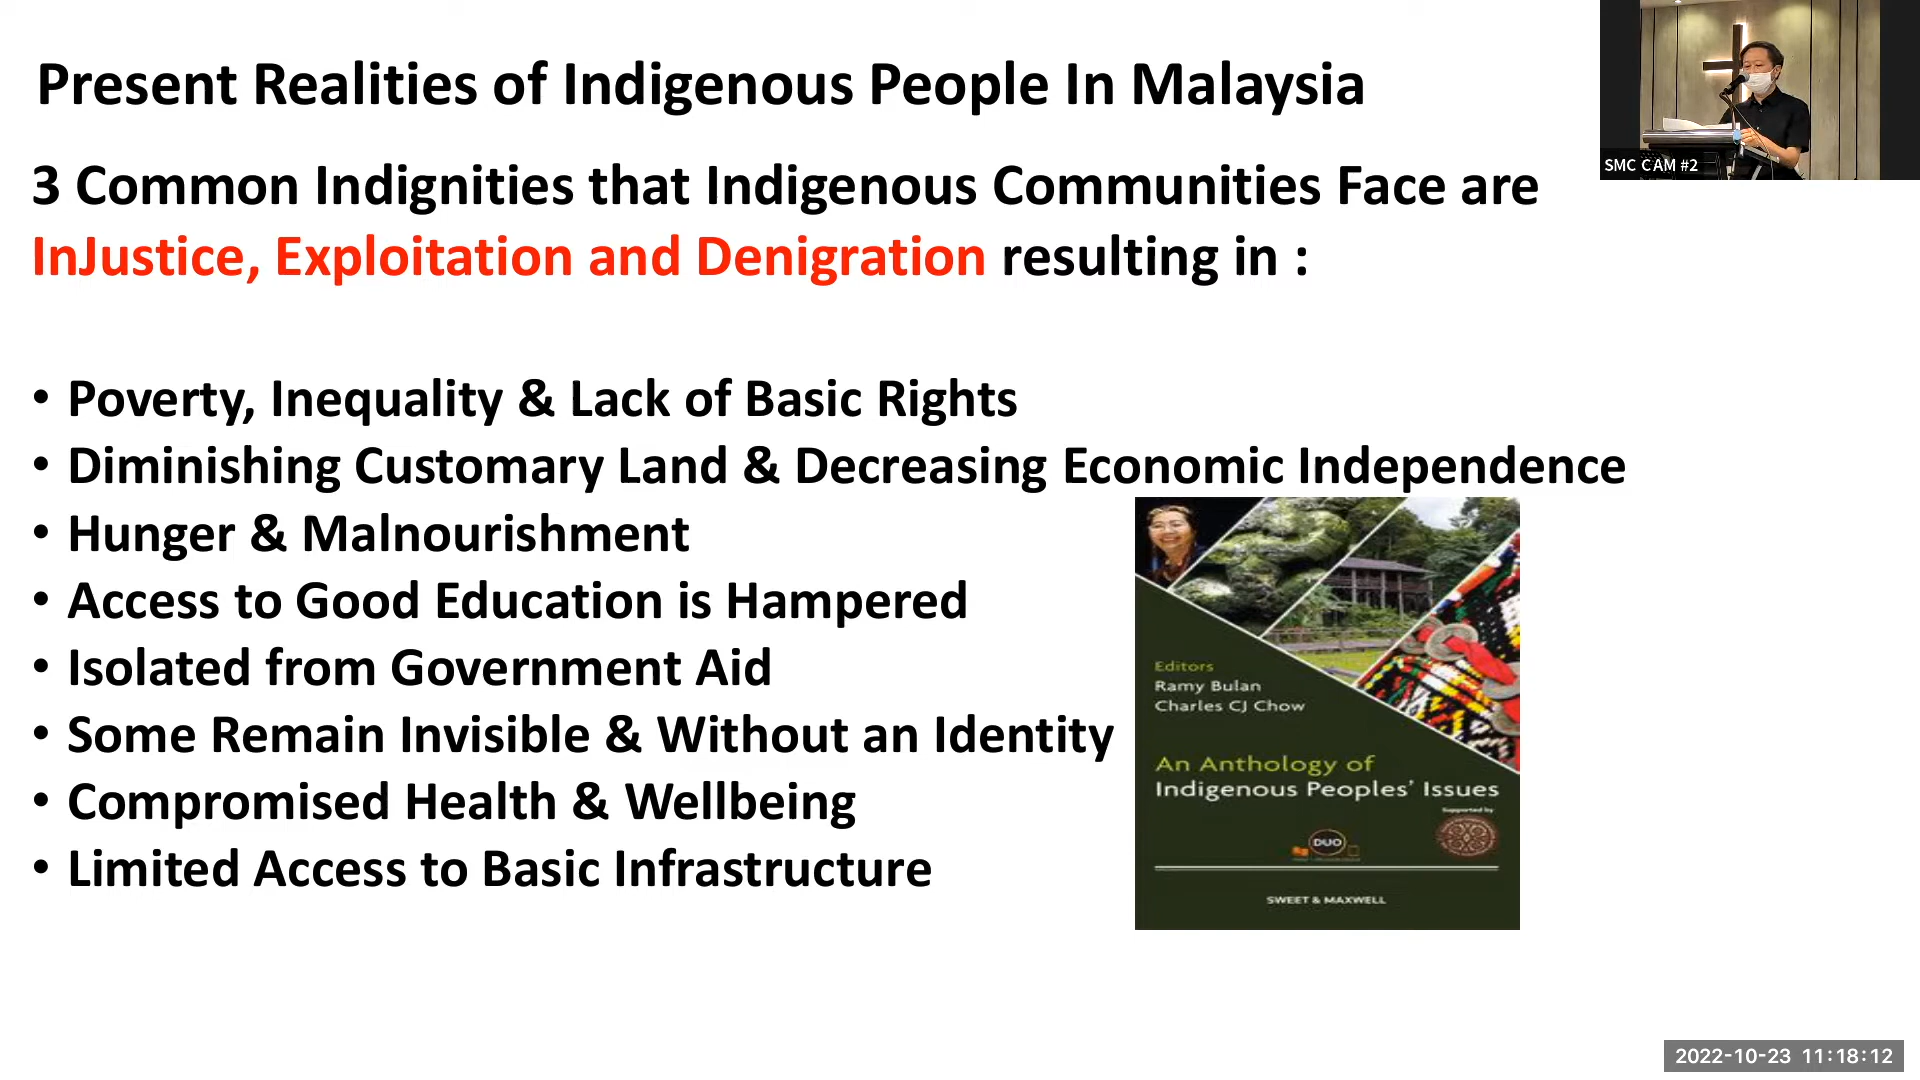 Present Realities of Indigenous People In Malaysia
3 Common Indignities that Indigenous Communities Face are
InJustice, Exploitation and Denigration resulting in :
• Poverty, Inequality & Lack of Basic Rights
• Diminishing Customary Land & Decreasing Economic Independence
• Hunger & Malnourishment
• Access to Good Education is Hampered
• Isolated from Government Aid
• Some Remain Invisible & Without an Identity
• Compromised Health & Wellbeing
• Limited Access to Basic Infrastructure
Editors
Ramy Bulan
Charles CJ Chow
An Anthology of
Indigenous Peoples' Issues
Supported by
DUO
SWEET & MAXWELL
SMC CAM #2
2022-10-23 11:18:12